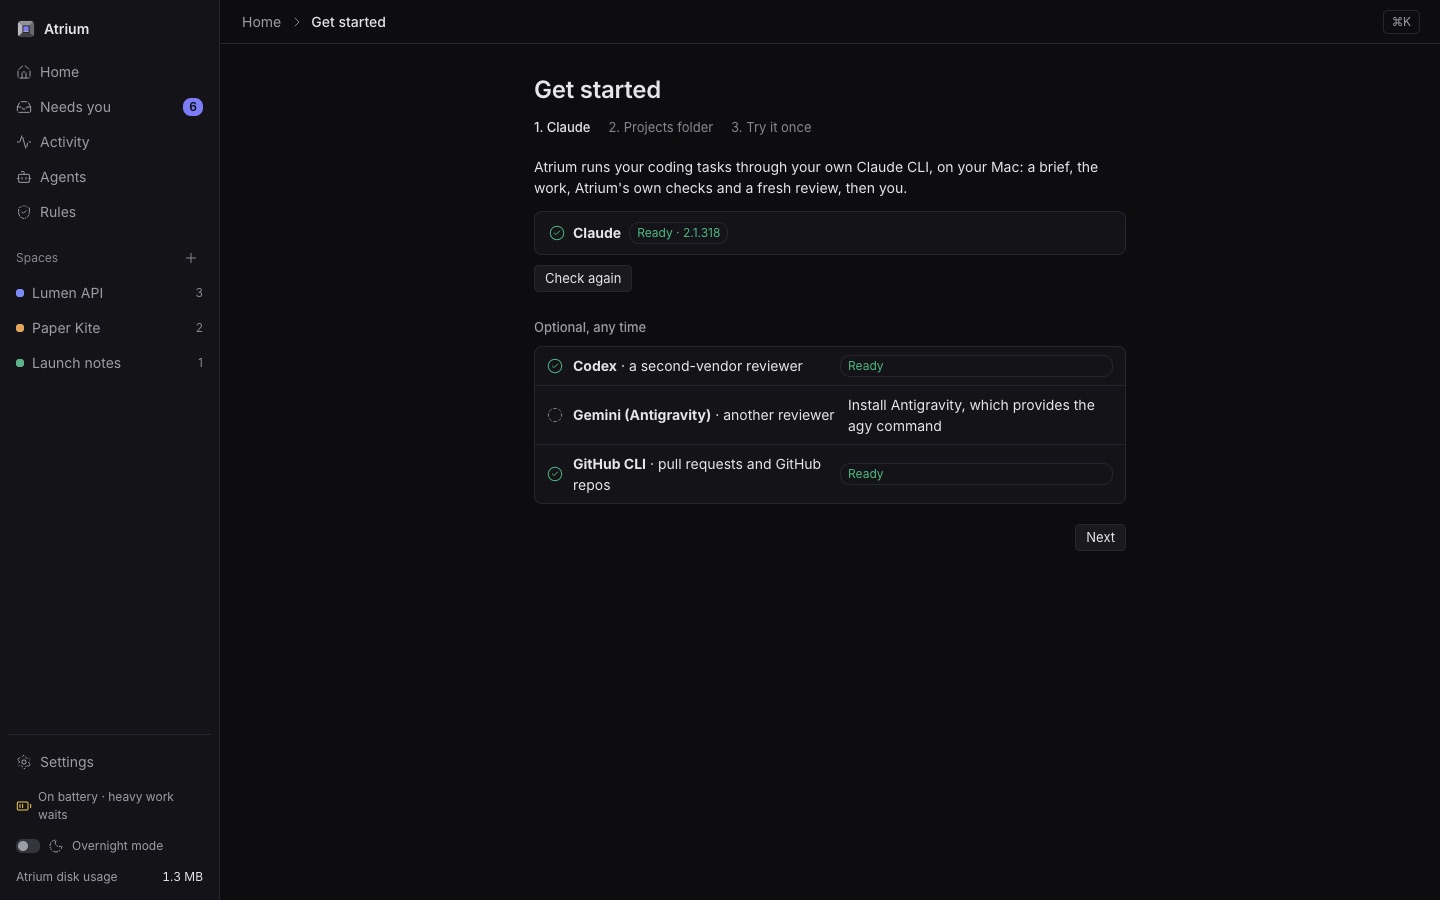 Atrium
Home
Needs you 6
Activity
Agents
Rules
Spaces
Lumen API 3
Paper Kite 2
Launch notes 1
Settings
On battery · heavy work
waits
Overnight mode
Atrium disk usage 1.3 MB
Home > Get started
⌘K
Get started
1. Claude 2. Projects folder 3. Try it once
Atrium runs your coding tasks through your own Claude CLI, on your Mac: a brief, the
work, Atrium's own checks and a fresh review, then you.
Claude Ready · 2.1.318
Check again
Optional, any time
Codex · a second-vendor reviewer Ready
Gemini (Antigravity) · another reviewer
Install Antigravity, which provides the
agy command
GitHub CLI · pull requests and GitHub
repos
Ready
Next